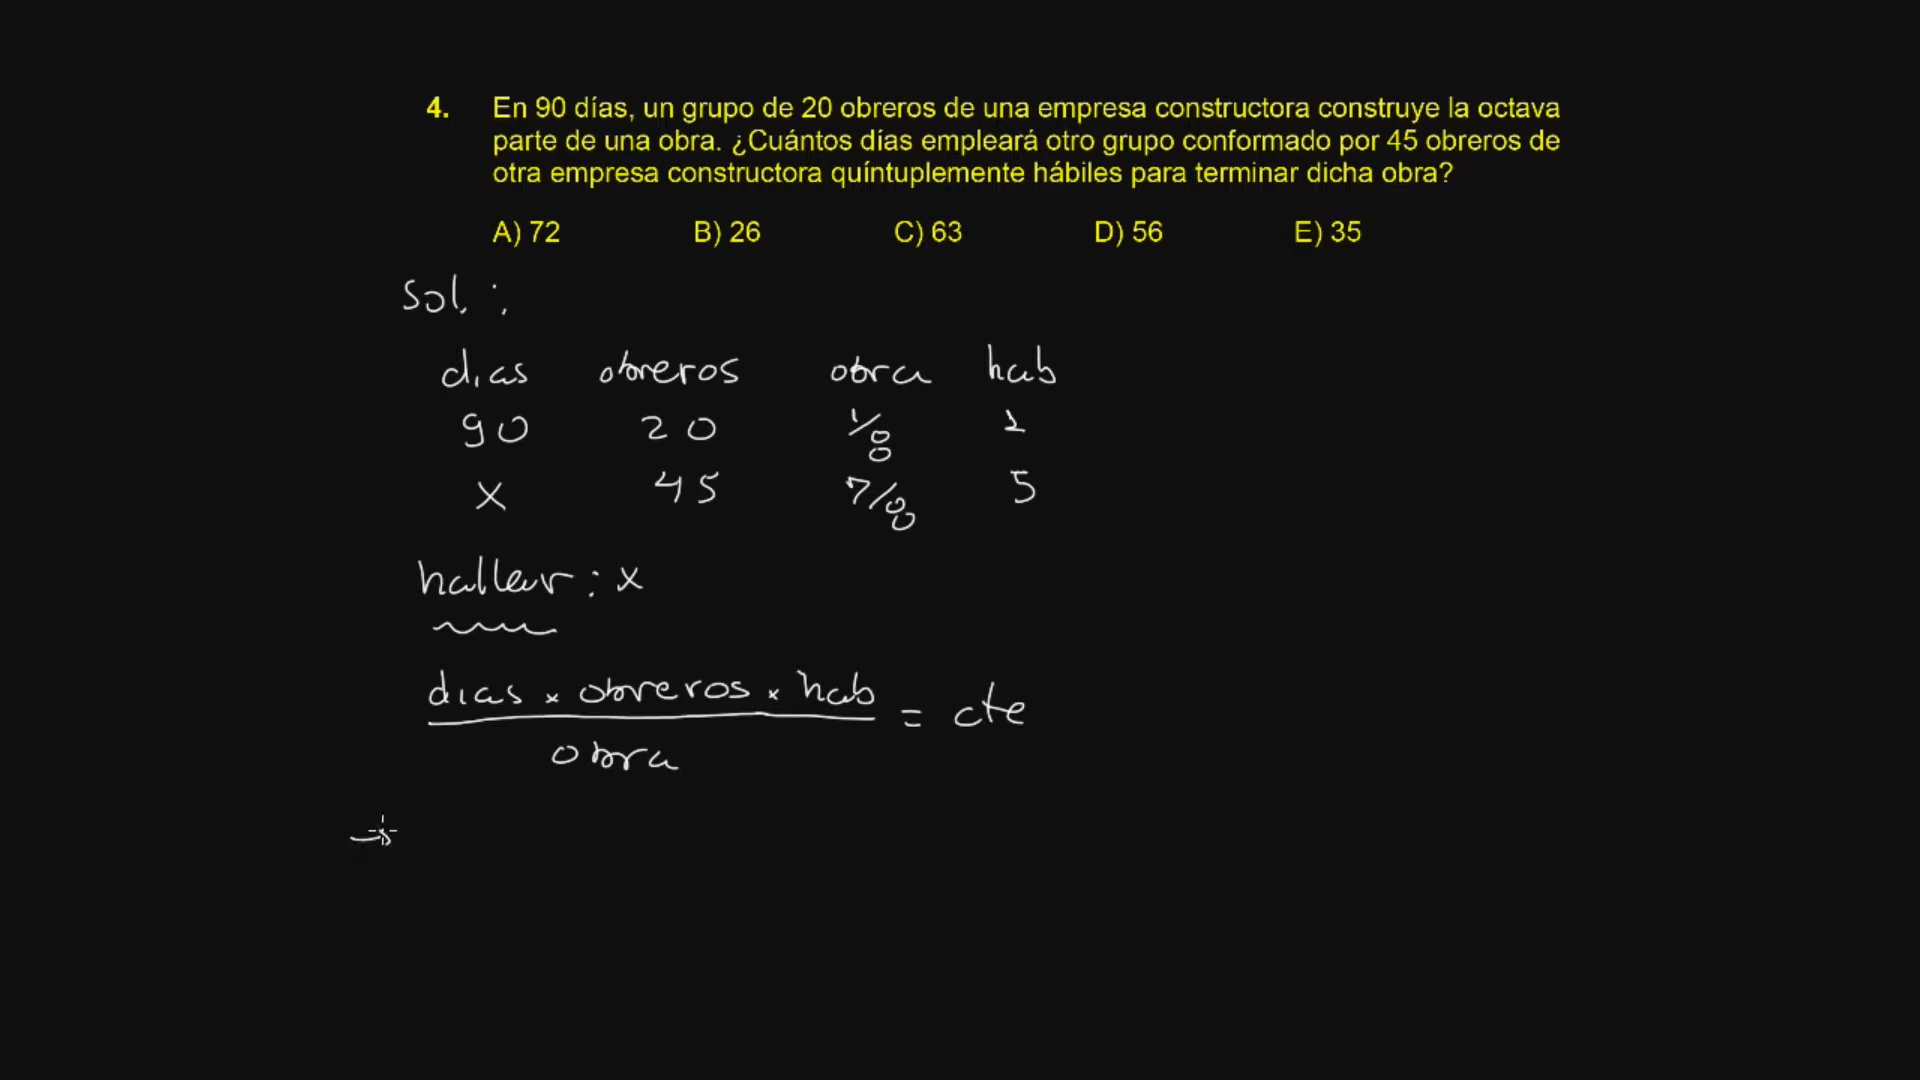 4. En 90 días, un grupo de 20 obreros de una empresa constructora construye la octava
parte de una obra. ¿Cuántos días empleará otro grupo conformado por 45 obreros de
otra empresa constructora quíntuplemente hábiles para terminar dicha obra?
A) 72 B) 26 C) 63 D) 56 E) 35
Sol. :
dias obreros obra hab
90 20 1/8 1
x 45 7/8 5
hallar : x
dias x obreros x hab = cte
obra
→